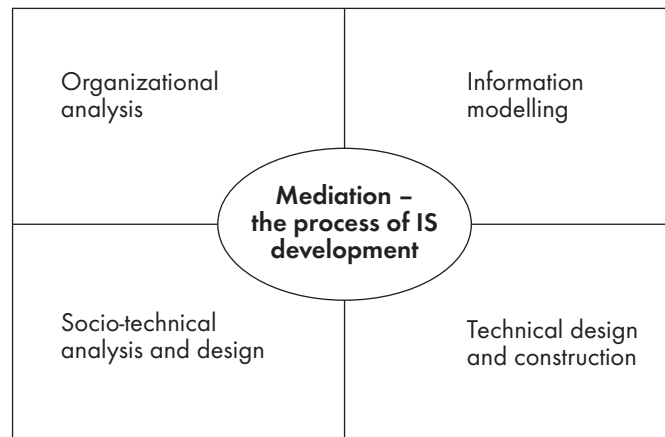 Organizational
analysis
Information
modelling
Mediation –
the process of IS
development
Socio-technical
analysis and design
Technical design
and construction